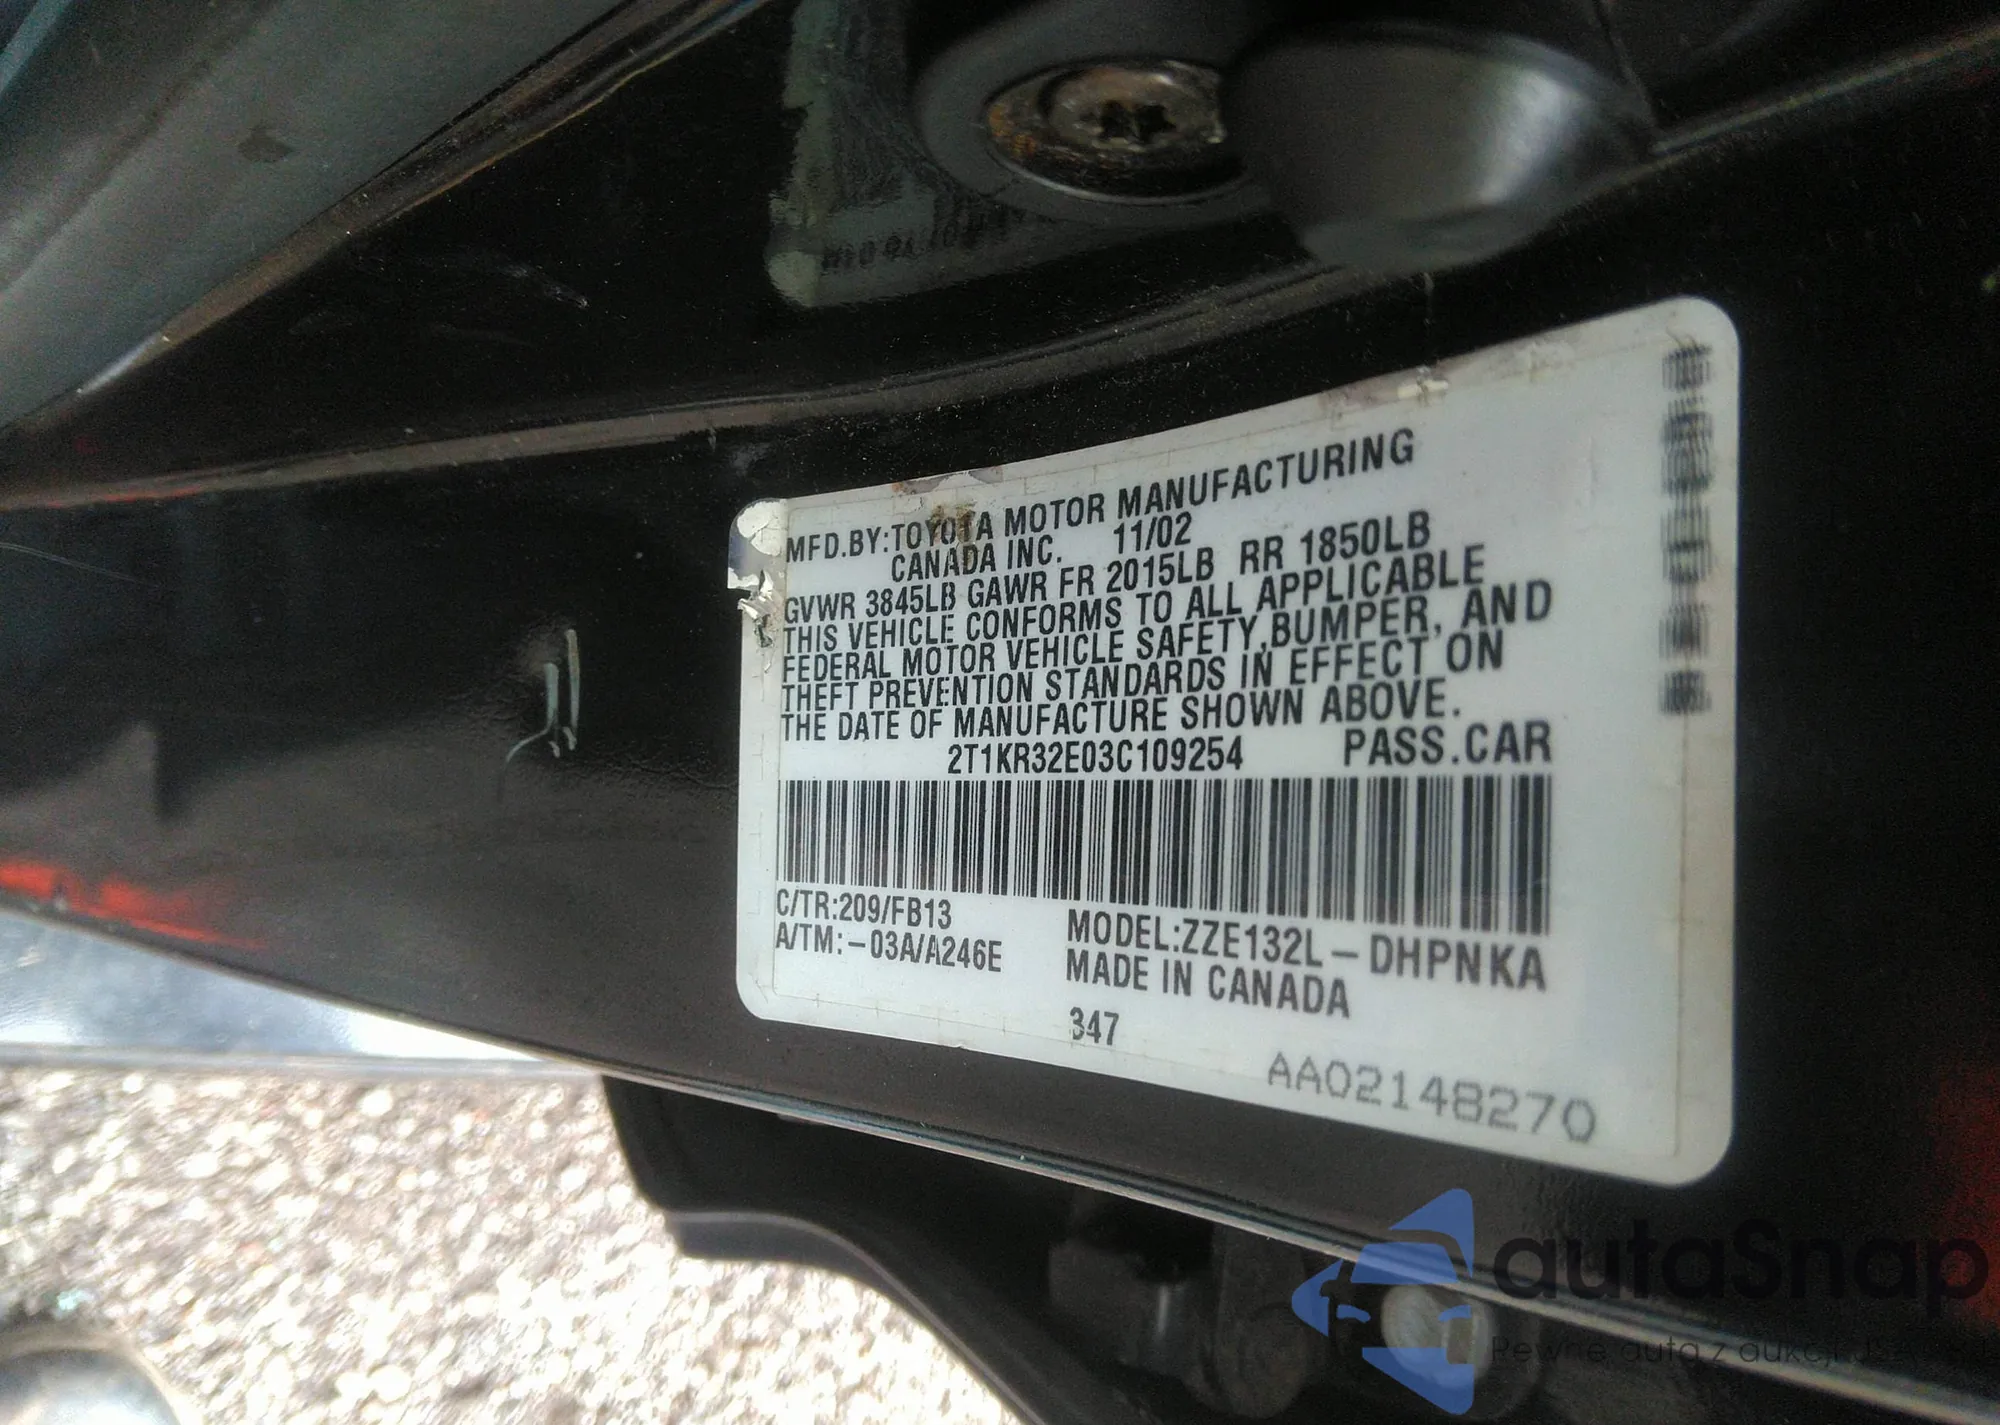 MFD.BY:TOYOTA MOTOR MANUFACTURING
CANADA INC. 11/02
GVWR 3845LB GAWR FR 2015LB RR 1850LB
THIS VEHICLE CONFORMS TO ALL APPLICABLE
FEDERAL MOTOR VEHICLE SAFETY,BUMPER, AND
THEFT PREVENTION STANDARDS IN EFFECT ON
THE DATE OF MANUFACTURE SHOWN ABOVE.
2T1KR32E03C109254 PASS.CAR
C/TR:209/FB13
A/TM:-03A/A246E
MODEL:ZZE132L-DHPNKA
MADE IN CANADA
347
AA02148270
autaSnap
Pewne auta z aukcji